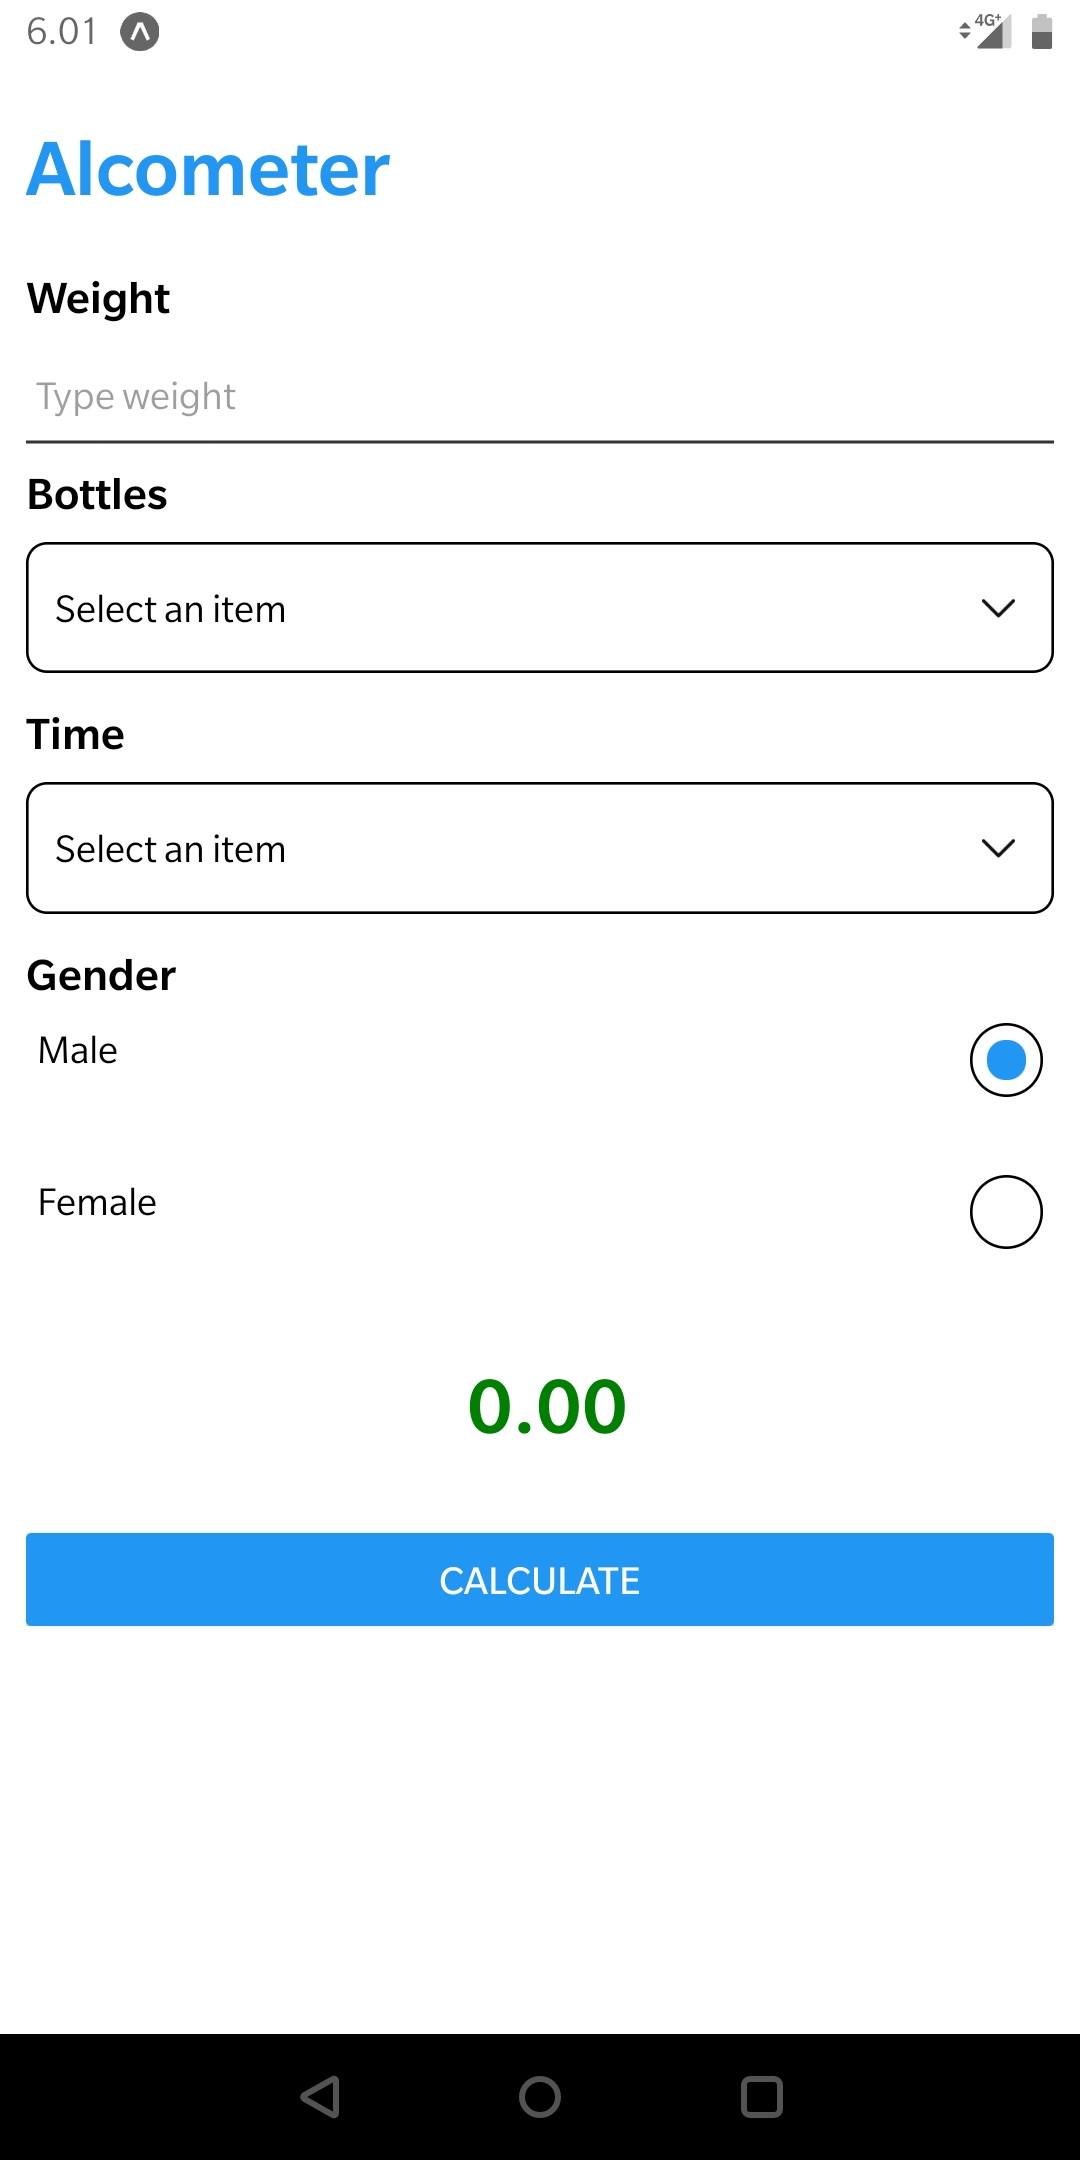 6.01
4G+
Alcometer
Weight
Type weight
Bottles
Select an item
Time
Select an item
Gender
Male
Female
0.00
CALCULATE